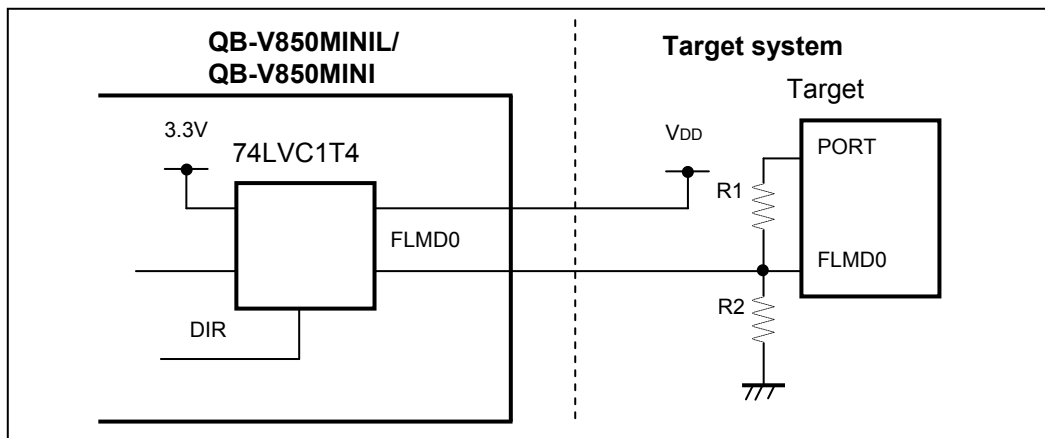 QB-V850MINIL/
QB-V850MINI
Target system
Target
3.3V
74LVC1T4
VDD
PORT
R1
FLMD0
FLMD0
R2
DIR